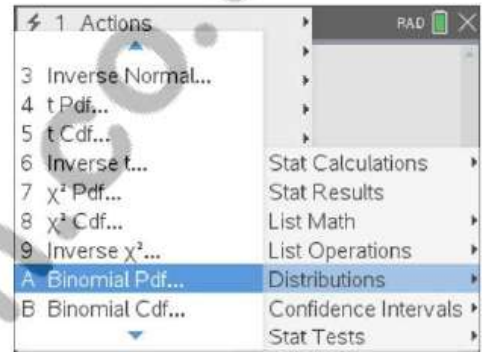 1 Actions
PAD
3 Inverse Normal...
4 t Pdf...
5 t Cdf...
6 Inverse t...
7 χ² Pdf...
8 χ² Cdf...
9 Inverse χ²...
A Binomial Pdf...
B Binomial Cdf...
Stat Calculations
Stat Results
List Math
List Operations
Distributions
Confidence Intervals
Stat Tests